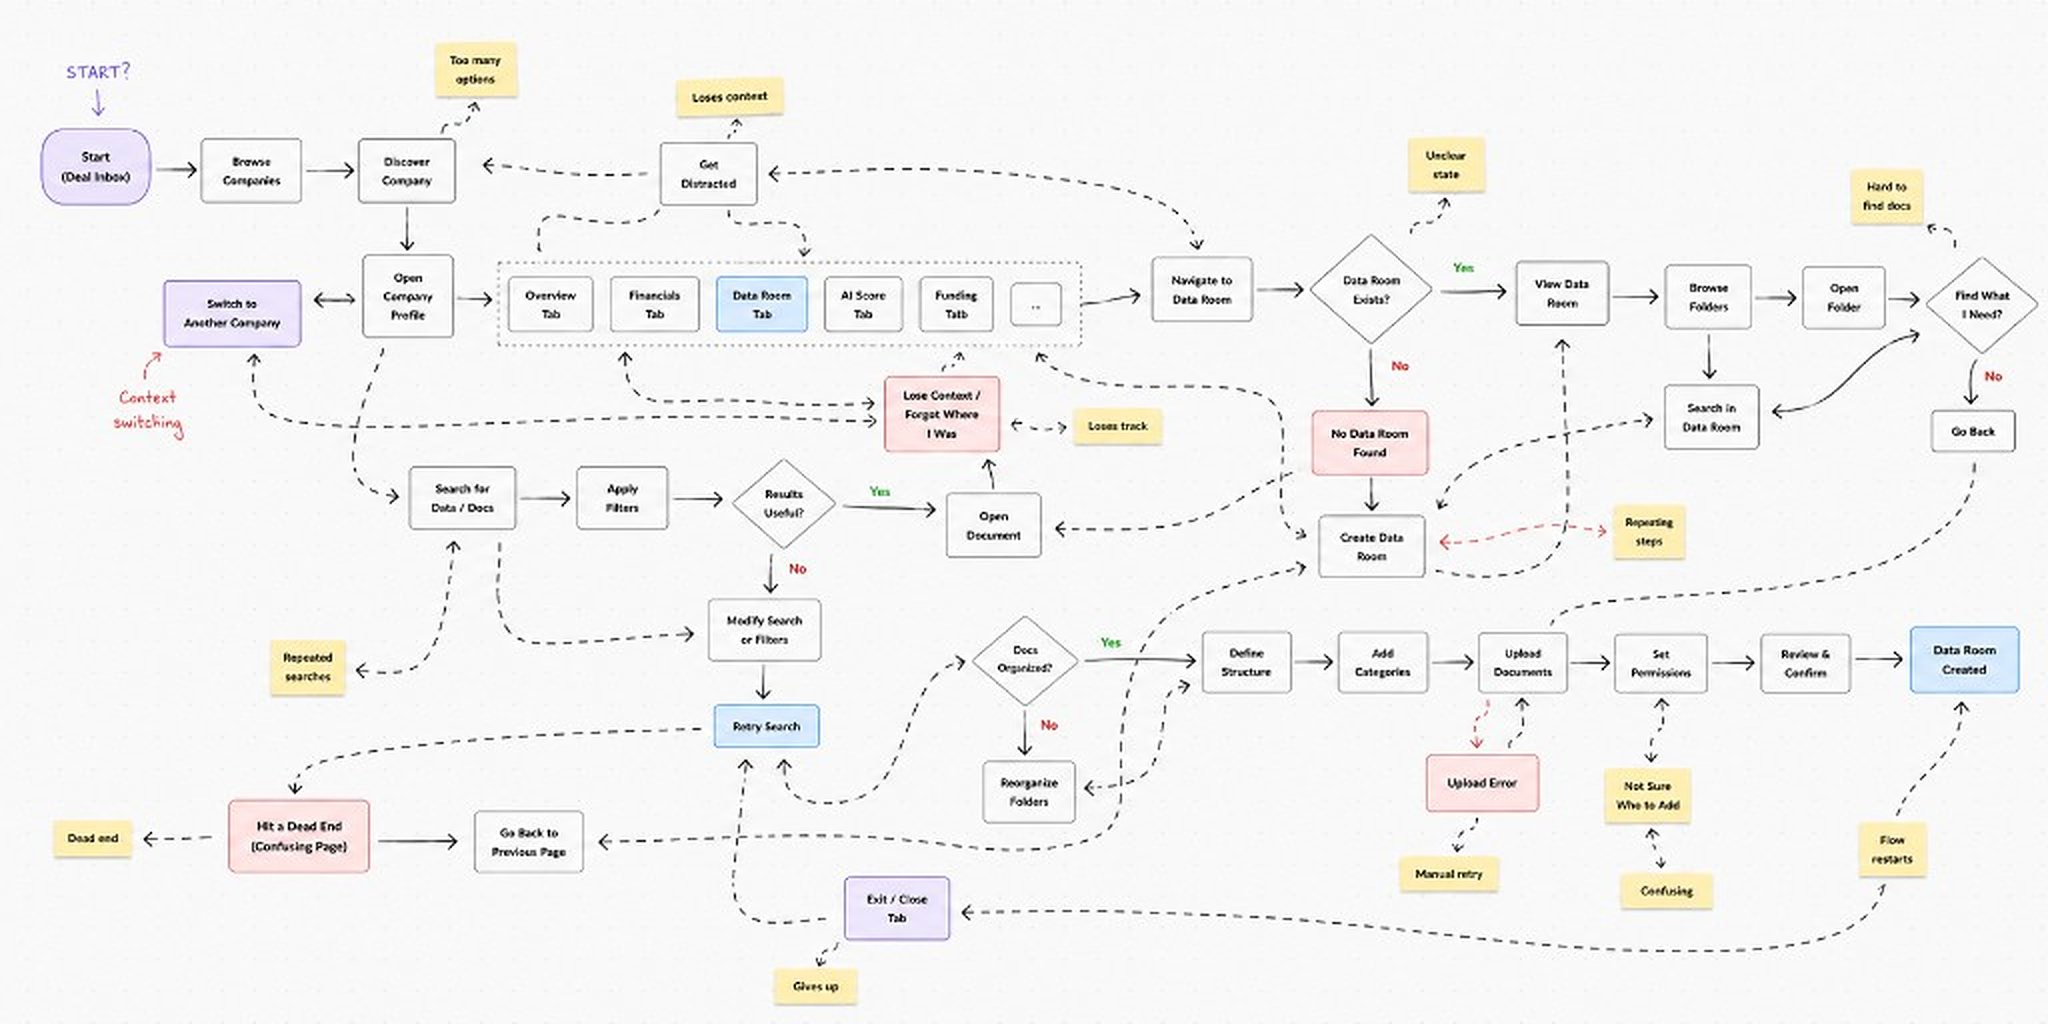 START?
Too many
options
Loses context
Start
(Deal Inbox)
Browse
Companies
Discover
Company
Get
Distracted
Unclear
state
Hard to
find docs
Switch to
Another Company
Open
Company
Profile
Overview
Tab
Financials
Tab
Data Room
Tab
AI Score
Tab
Funding
Tatb
...
Navigate to
Data Room
Data Room
Exists?
Yes
View Data
Room
Browse
Folders
Open
Folder
Find What
I Need?
Context
switching
Lose Context /
Forgot Where
I Was
Loses track
No
No Data Room
Found
Search in
Data Room
No
Go Back
Search for
Data / Docs
Apply
Filters
Results
Useful?
Yes
Open
Document
Create Data
Room
Repeating
steps
No
Modify Search
or Filters
Repeated
searches
Docs
Organized?
Yes
Define
Structure
Add
Categories
Upload
Documents
Set
Permissions
Review &
Confirm
Data Room
Created
Retry Search
No
Reorganize
Folders
Upload Error
Not Sure
Who to Add
Dead end
Hit a Dead End
(Confusing Page)
Go Back to
Previous Page
Manual retry
Confusing
Flow
restarts
Exit / Close
Tab
Gives up